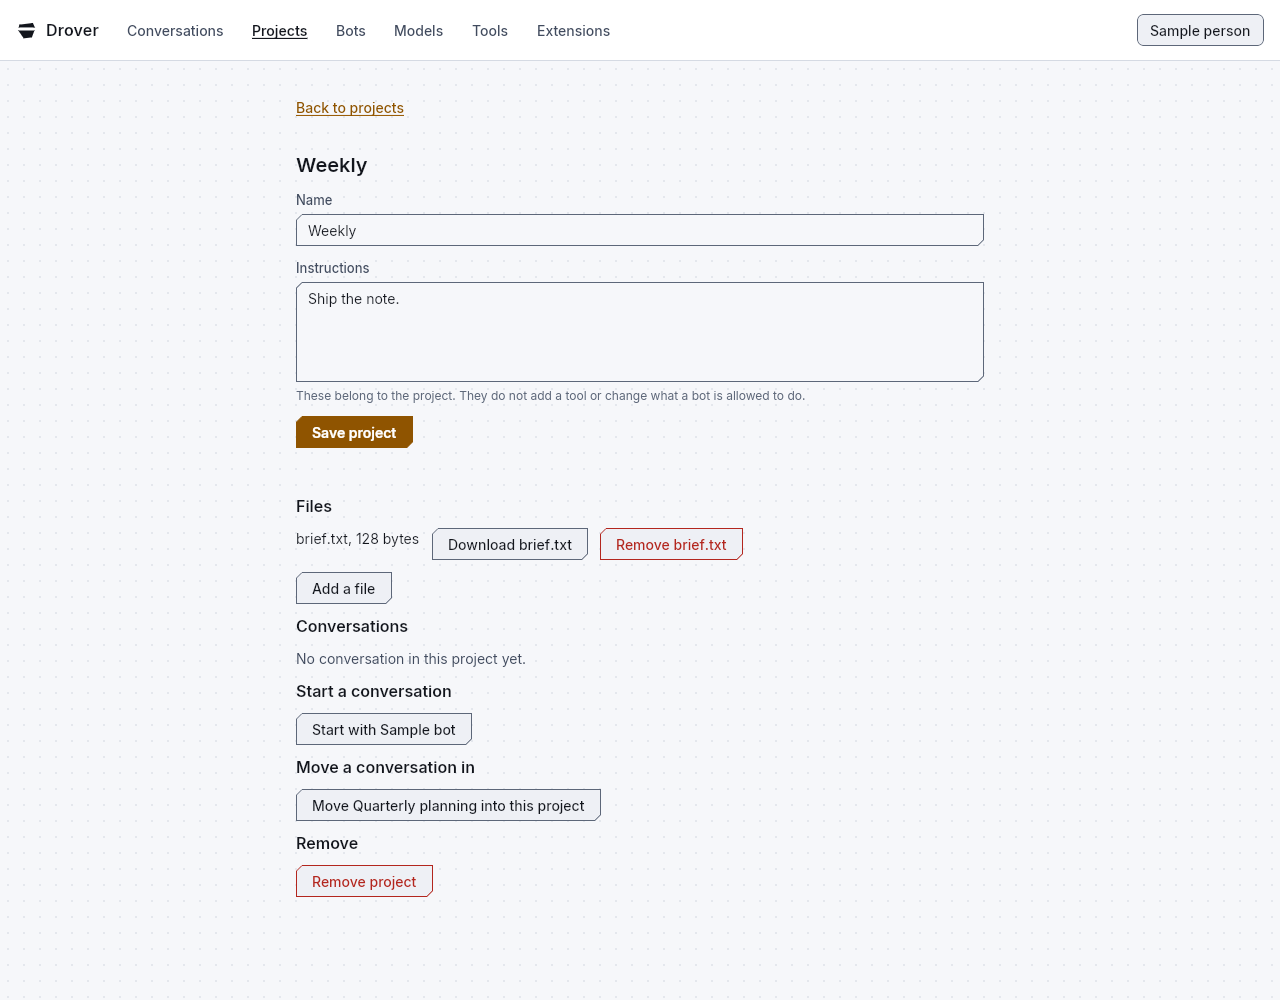 Drover Conversations Projects Bots Models Tools Extensions Sample person
Back to projects
Weekly
Name
Weekly
Instructions
Ship the note.
These belong to the project. They do not add a tool or change what a bot is allowed to do.
Save project
Files
brief.txt, 128 bytes Download brief.txt Remove brief.txt
Add a file
Conversations
No conversation in this project yet.
Start a conversation
Start with Sample bot
Move a conversation in
Move Quarterly planning into this project
Remove
Remove project